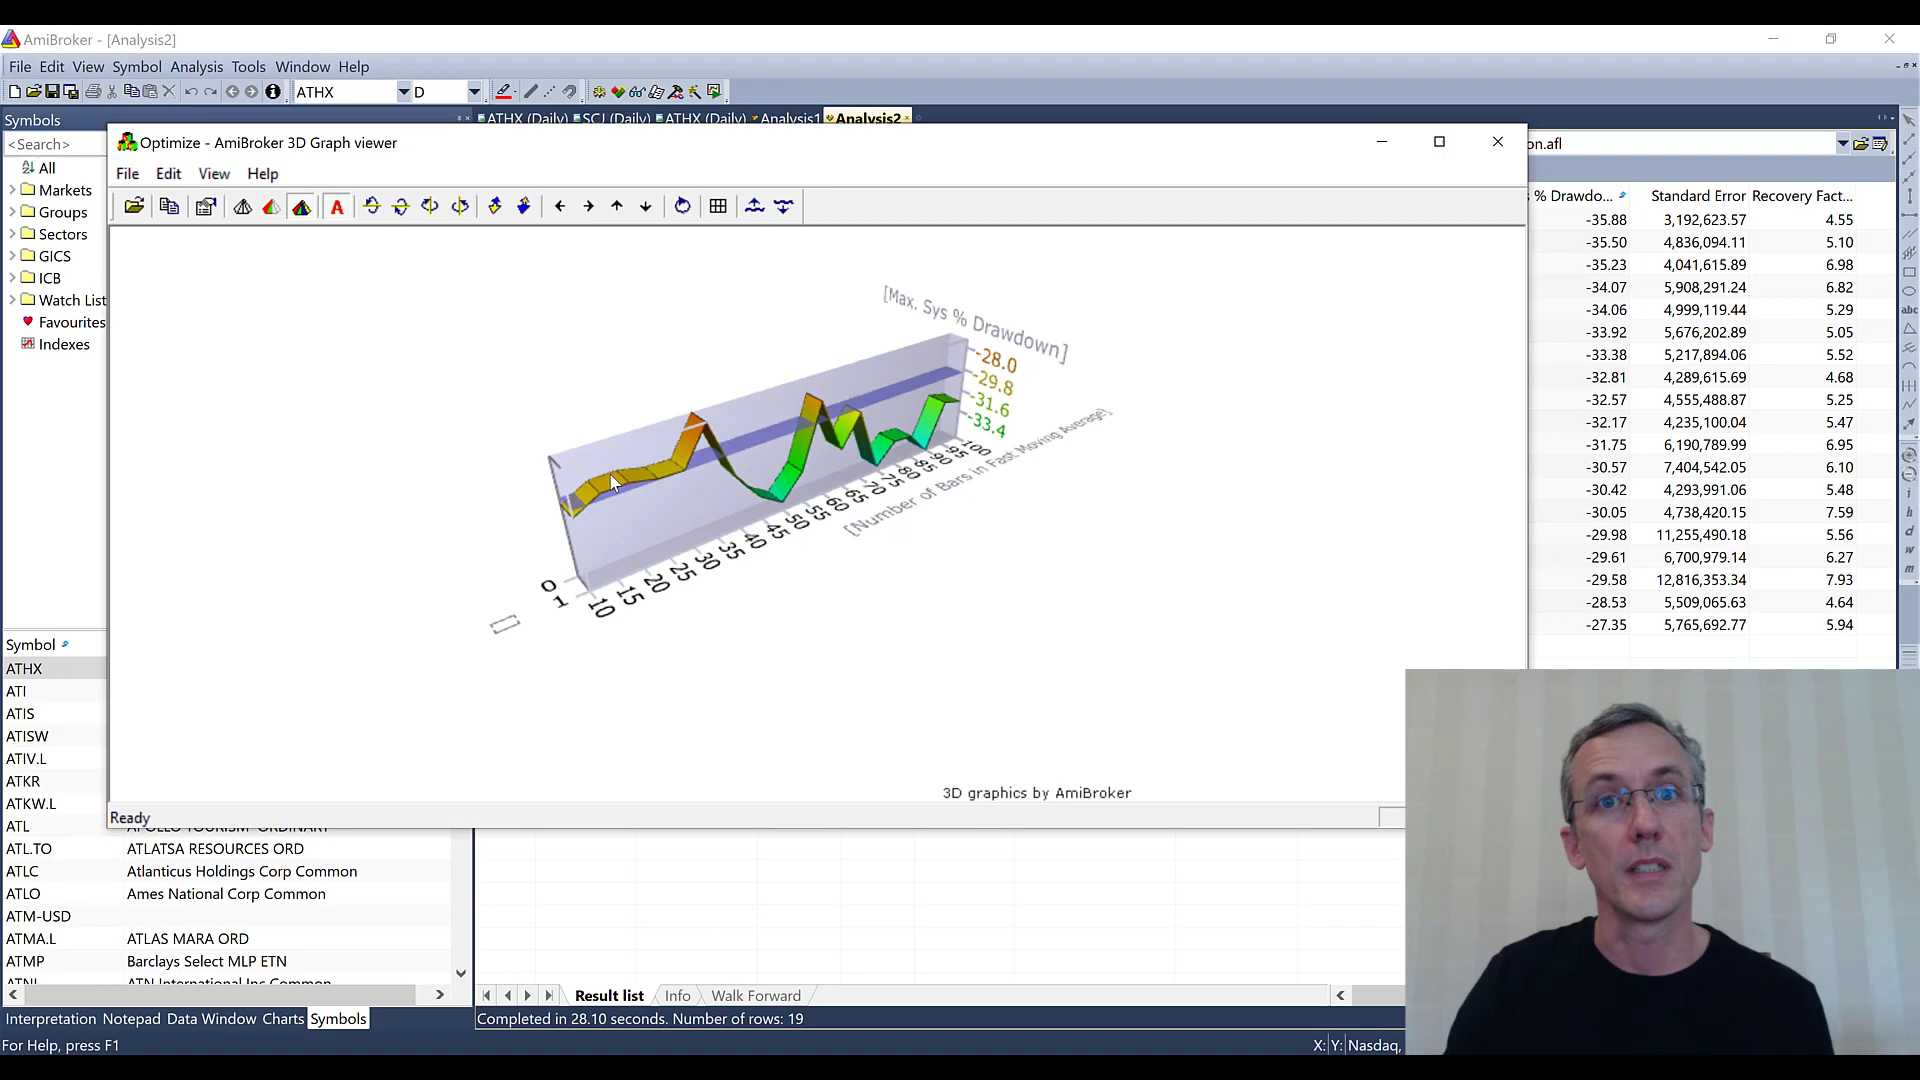 AmiBroker - [Analysis2]
File Edit View Symbol Analysis Tools Window Help
ATHX D
Symbols
ATHX (Daily) SCJ (Daily) ATHX (Daily) Analysis1 Analysis2
<Search>
on.afl
Optimize - AmiBroker 3D Graph viewer
File Edit View Help
A
All
Markets
Groups
Sectors
GICS
ICB
Watch List
Favourites
Indexes
% Drawdo... Standard Error Recovery Fact...
-35.88 3,192,623.57 4.55
-35.50 4,836,094.11 5.10
-35.23 4,041,615.89 6.98
-34.07 5,908,291.24 6.82
-34.06 4,999,119.44 5.29
-33.92 5,676,202.89 5.05
-33.38 5,217,894.06 5.52
-32.81 4,289,615.69 4.68
-32.57 4,555,488.87 5.25
-32.17 4,235,100.04 5.47
-31.75 6,190,789.99 6.95
-30.57 7,404,542.05 6.10
-30.42 4,293,991.06 5.48
-30.05 4,738,420.15 7.59
-29.98 11,255,490.18 5.56
-29.61 6,700,979.14 6.27
-29.58 12,816,353.34 7.93
-28.53 5,509,065.63 4.64
-27.35 5,765,692.77 5.94
abc
[Max. Sys % Drawdown]
-28.0
-29.8
-31.6
-33.4
[Number of Bars in Fast Moving Average]
0
1
10 15 20 25 30 35 40 45 50 55 60 65 70 75 80 85 90 95 100
[]
3D graphics by AmiBroker
Ready
Symbol
ATHX
ATI
ATIS
ATISW
ATIV.L
ATKR
ATKW.L
ATL APOLLO TOURISM ORDINARY
ATL.TO ATLATSA RESOURCES ORD
ATLC Atlanticus Holdings Corp Common
ATLO Ames National Corp Common
ATM-USD
ATMA.L ATLAS MARA ORD
ATMP Barclays Select MLP ETN
ATNI ATN International Inc Common
Result list Info Walk Forward
Interpretation Notepad Data Window Charts Symbols
Completed in 28.10 seconds. Number of rows: 19
For Help, press F1
X: Y: Nasdaq,